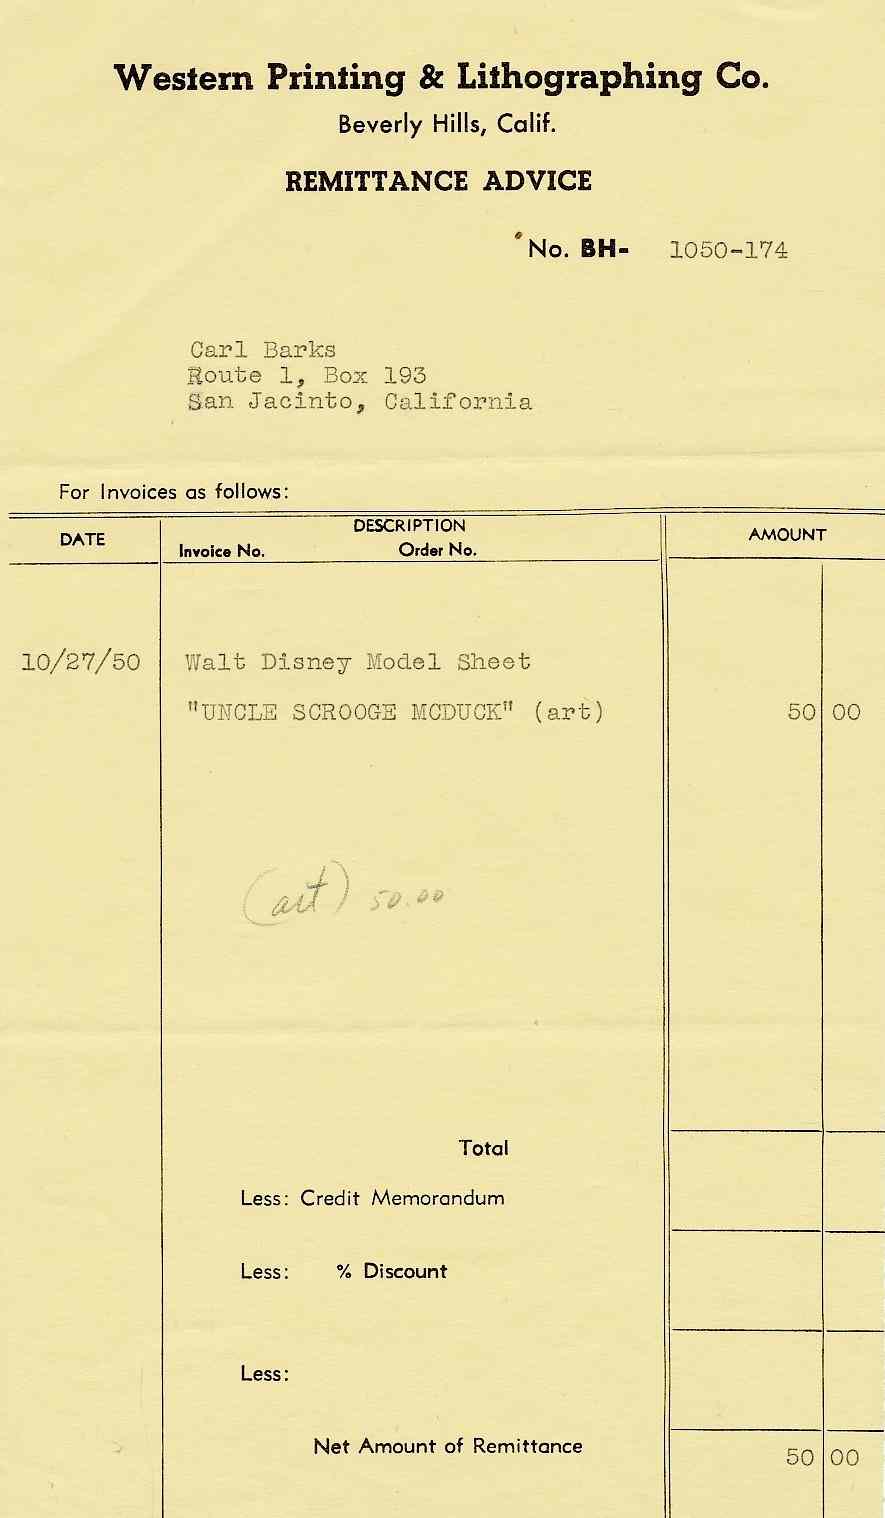 Western Printing & Lithographing Co.
Beverly Hills, Calif.
REMITTANCE ADVICE
No. BH- 1050-174
Carl Barks
Route 1, Box 193
San Jacinto, California
For Invoices as follows:
DATE DESCRIPTION AMOUNT
Invoice No. Order No.
10/27/50 Walt Disney Model Sheet
"UNCLE SCROOGE MCDUCK" (art) 50 00
(art) 50.00
Total
Less: Credit Memorandum
Less: % Discount
Less:
Net Amount of Remittance 50 00